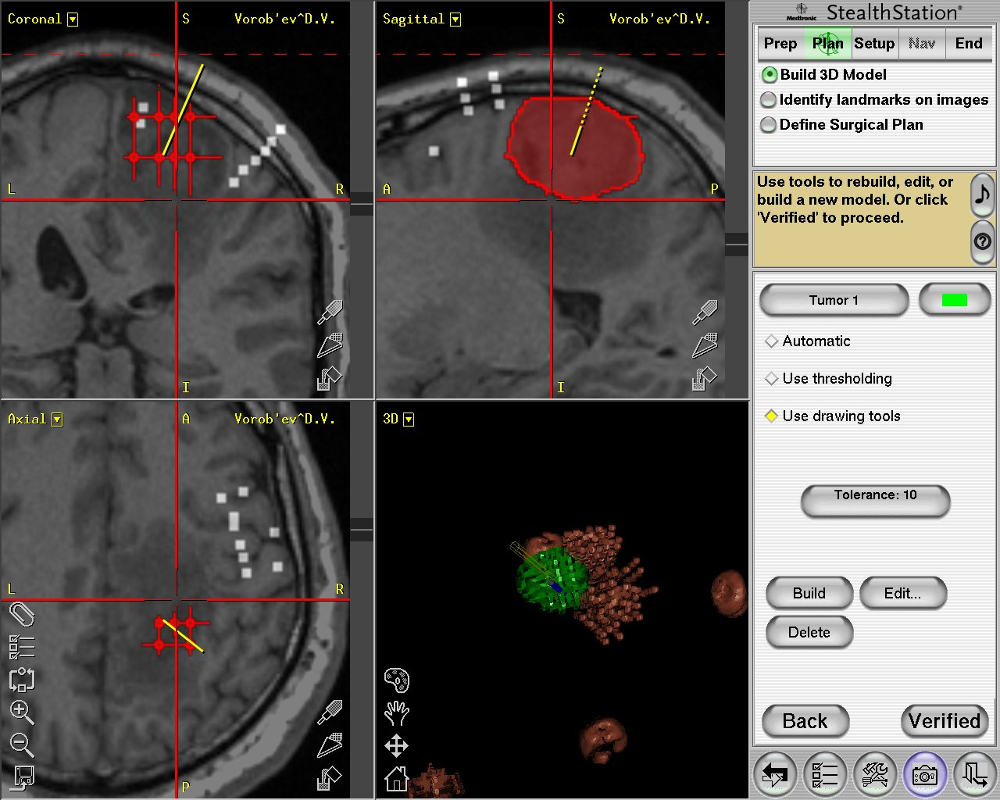 Coronal
S
Vorob'ev^D.V.
L
R
I
Sagittal
S
Vorob'ev^D.V.
A
P
I
Axial
A
Vorob'ev^D.V.
L
R
P
3D
Medtronic
StealthStation®
Prep Plan Setup Nav End
Build 3D Model
Identify landmarks on images
Define Surgical Plan
Use tools to rebuild, edit, or
build a new model. Or click
'Verified' to proceed.
Tumor 1
Automatic
Use thresholding
Use drawing tools
Tolerance: 10
Build Edit...
Delete
Back Verified